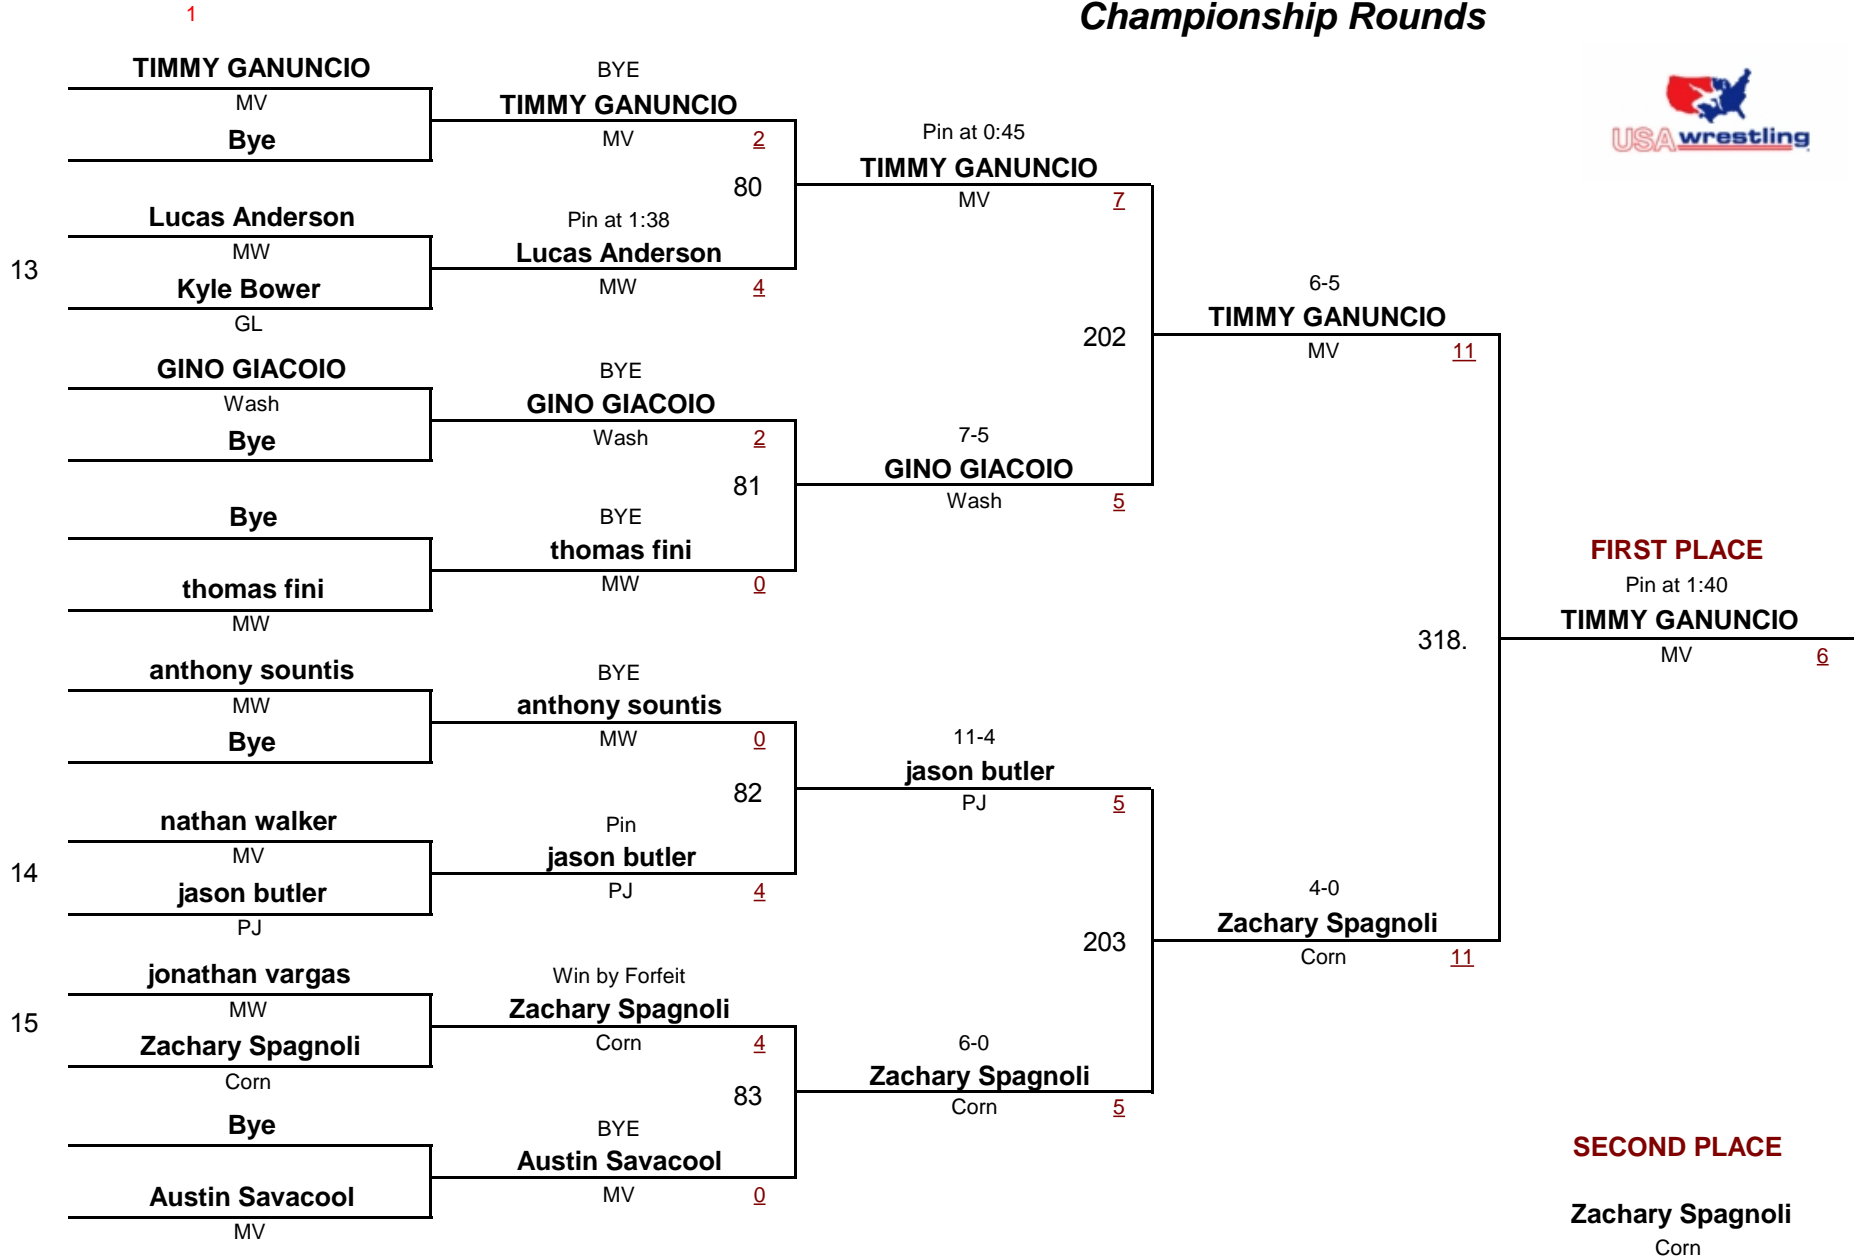 1
Championship Rounds
USA wrestling
TIMMY GANUNCIO
MV
Bye
13
Lucas Anderson
MW
Kyle Bower
GL
GINO GIACOIO
Wash
Bye
Bye
thomas fini
MW
anthony sountis
MW
Bye
14
nathan walker
MV
jason butler
PJ
15
jonathan vargas
MW
Zachary Spagnoli
Corn
Bye
Austin Savacool
MV
BYE
TIMMY GANUNCIO
MV 2
80
Pin at 1:38
Lucas Anderson
MW 4
BYE
GINO GIACOIO
Wash 2
81
BYE
thomas fini
MW 0
BYE
anthony sountis
MW 0
82
Pin
jason butler
PJ 4
Win by Forfeit
Zachary Spagnoli
Corn 4
83
BYE
Austin Savacool
MV 0
Pin at 0:45
TIMMY GANUNCIO
MV 7
202
7-5
GINO GIACOIO
Wash 5
11-4
jason butler
PJ 5
203
6-0
Zachary Spagnoli
Corn 5
6-5
TIMMY GANUNCIO
MV 11
318.
4-0
Zachary Spagnoli
Corn 11
FIRST PLACE
Pin at 1:40
TIMMY GANUNCIO
MV 6
SECOND PLACE
Zachary Spagnoli
Corn